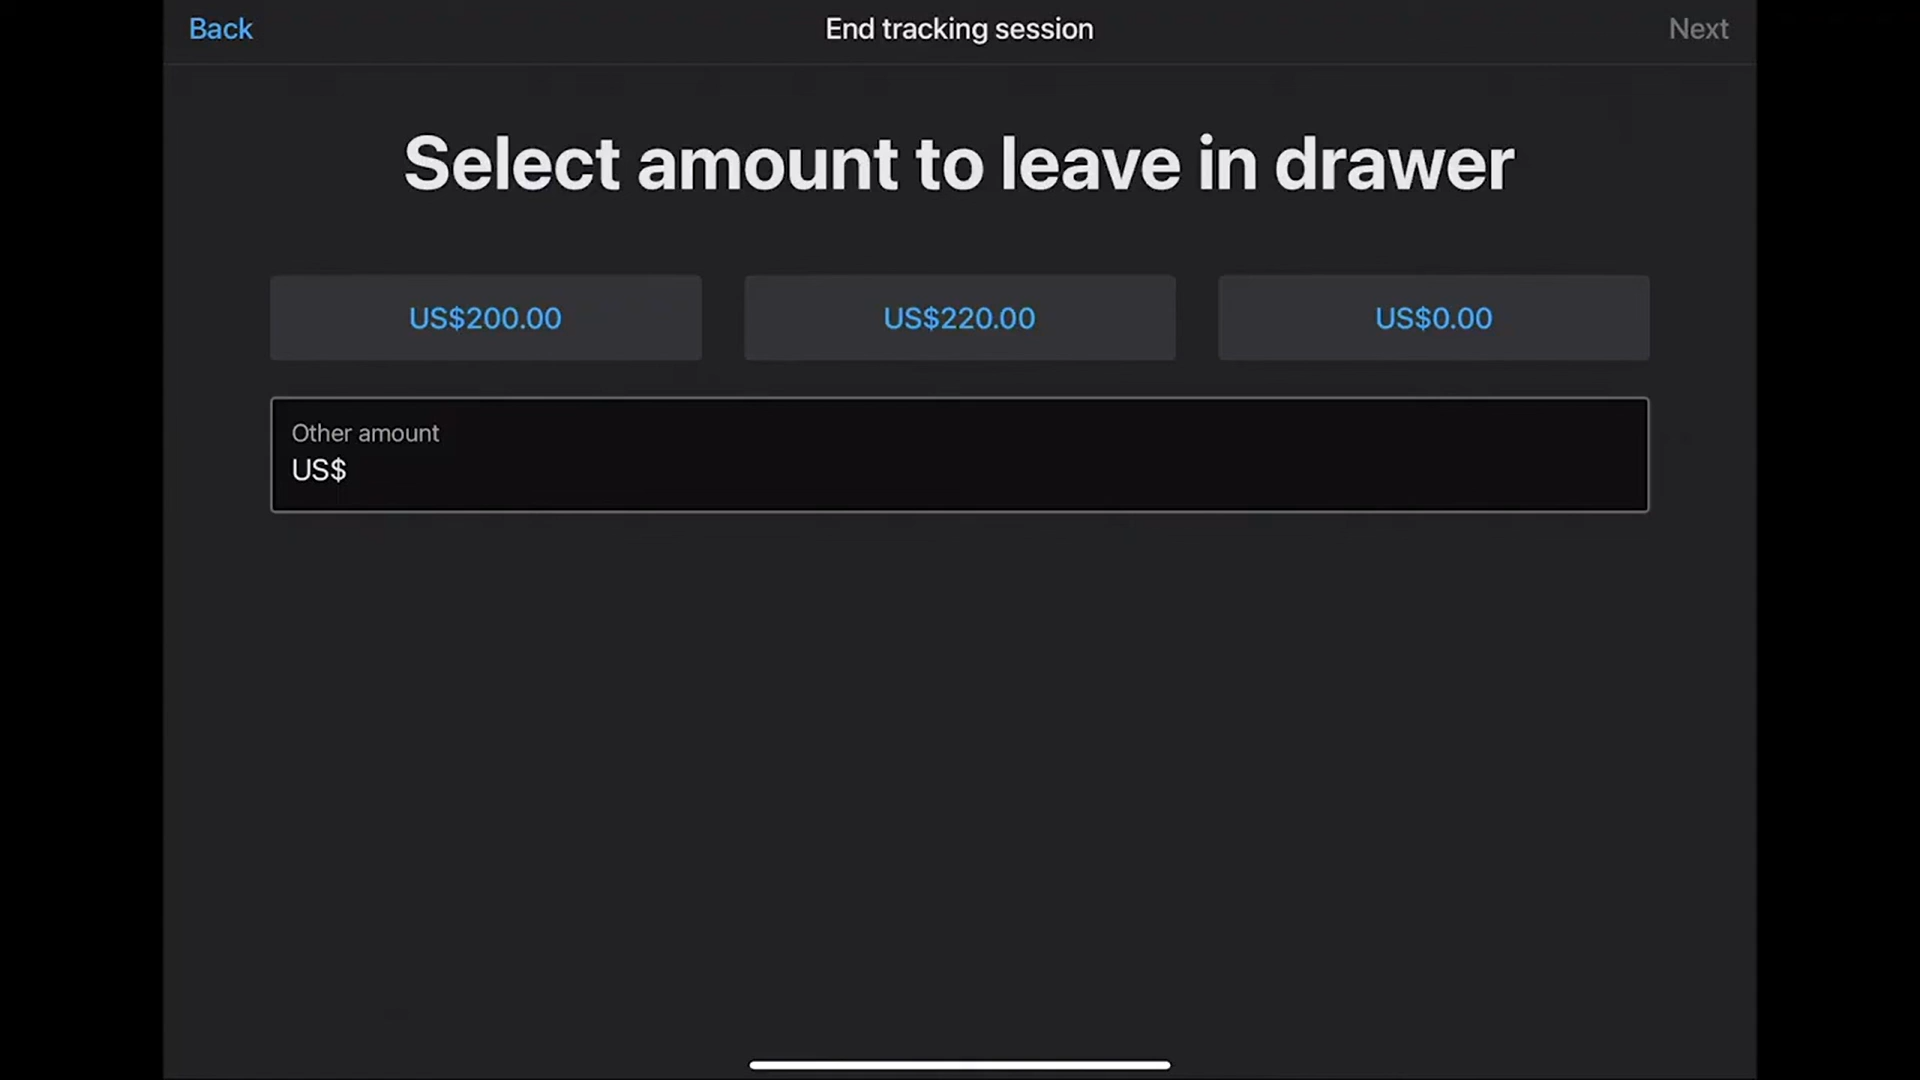 Back
End tracking session
Next
Select amount to leave in drawer
US$200.00
US$220.00
US$0.00
Other amount
US$